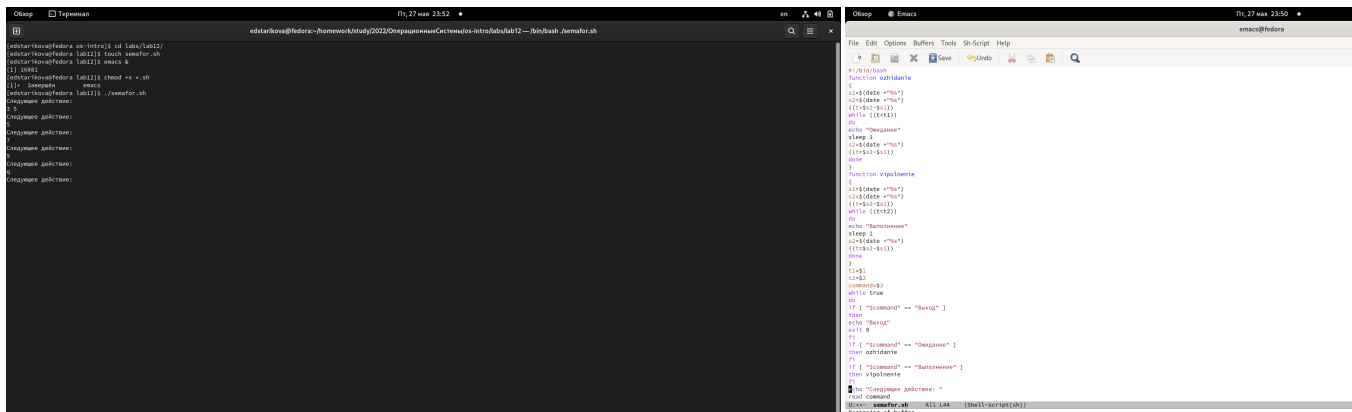 Обзор Терминал Пт, 27 мая 23:52 en
edstarikova@fedora:~/homework/study/2022/ОперационныеСистемы/os-intro/labs/lab12 — /bin/bash ./semafor.sh
[edstarikova@fedora os-intro]$ cd labs/lab12/
[edstarikova@fedora lab12]$ touch semafor.sh
[edstarikova@fedora lab12]$ emacs &
[1] 16881
[edstarikova@fedora lab12]$ chmod +x *.sh
[1]+ Завершён emacs
[edstarikova@fedora lab12]$ ./semafor.sh
Следующее действие:
3 5
Следующее действие:
5
Следующее действие:
7
Следующее действие:
5
Следующее действие:
q
Следующее действие:
Обзор Emacs Пт, 27 мая 23:50
emacs@fedora
File Edit Options Buffers Tools Sh-Script Help
Save Undo
#!/bin/bash
function ozhidanie
{
s1=$(date +"%s")
s2=$(date +"%s")
((t=$s2-$s1))
while ((t<t1))
do
echo "Ожидание"
sleep 1
s2=$(date +"%s")
((t=$s2-$s1))
done
}
function vipolnenie
{
s1=$(date +"%s")
s2=$(date +"%s")
((t=$s2-$s1))
while ((t<t2))
do
echo "Выполнение"
sleep 1
s2=$(date +"%s")
((t=$s2-$s1))
done
}
t1=$1
t2=$2
command=$3
while true
do
if [ "$command" == "Выход" ]
then
echo "Выход"
exit 0
fi
if [ "$command" == "Ожидание" ]
then ozhidanie
fi
if [ "$command" == "Выполнение" ]
then vipolnenie
fi
echo "Следующее действие: "
read command
U:**- semafor.sh All L44 (Shell-script[sh])
Beginning of buffer